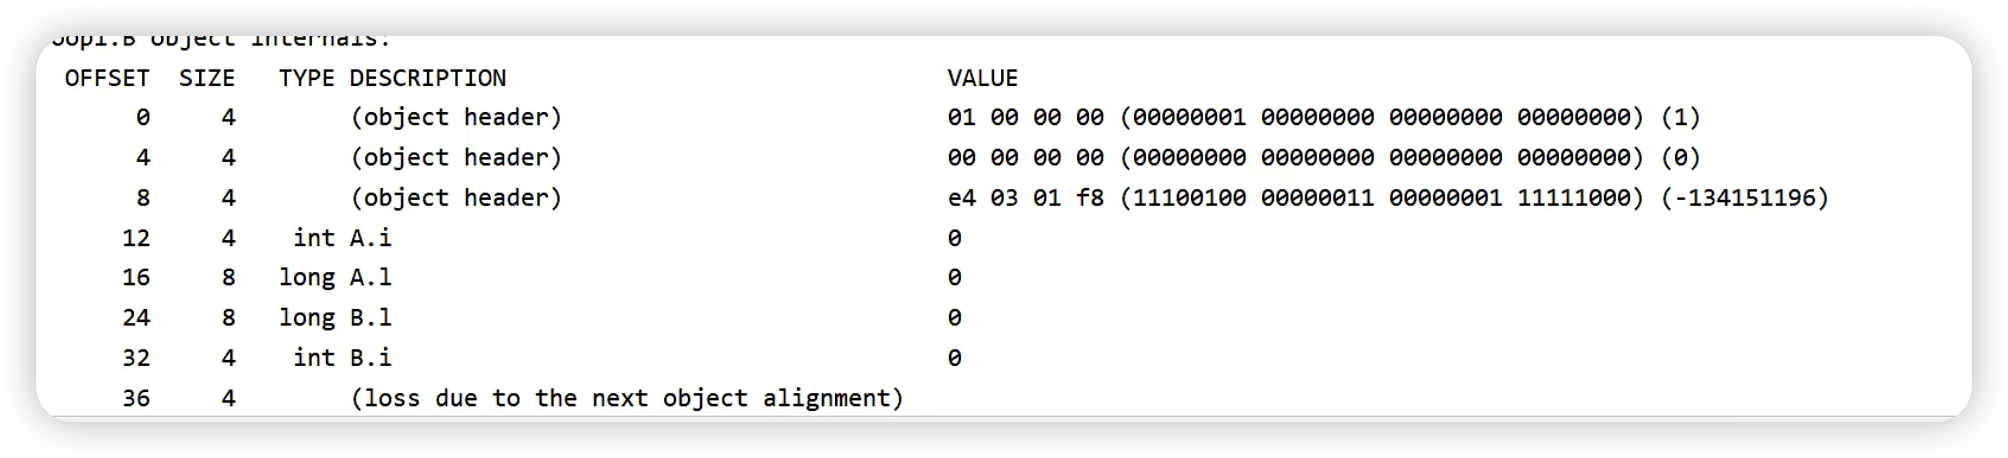 Jopl.B object internals:
OFFSET  SIZE   TYPE DESCRIPTION                               VALUE
     0     4        (object header)                           01 00 00 00 (00000001 00000000 00000000 00000000) (1)
     4     4        (object header)                           00 00 00 00 (00000000 00000000 00000000 00000000) (0)
     8     4        (object header)                           e4 03 01 f8 (11100100 00000011 00000001 11111000) (-134151196)
    12     4    int A.i                                       0
    16     8   long A.l                                       0
    24     8   long B.l                                       0
    32     4    int B.i                                       0
    36     4        (loss due to the next object alignment)